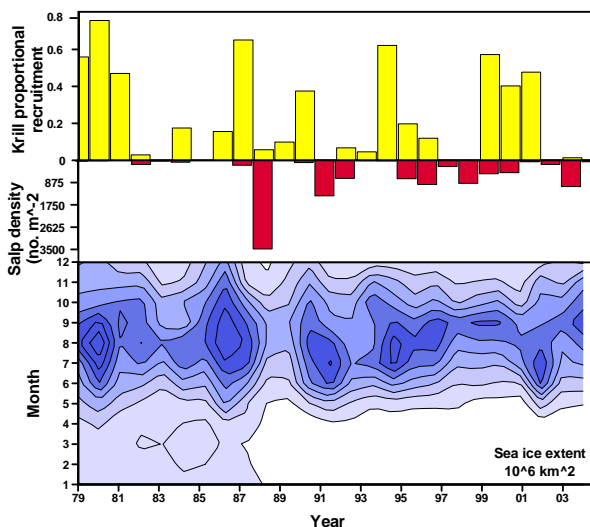 0.8
0.6
0.4
0.2
0
Krill proportional
recruitment
875
1750
2625
3500
Salp density
(no. m^-2
12
11
10
9
8
7
6
5
4
3
2
1
Month
Sea ice extent
10^6 km^2
79 81 83 85 87 89 91 93 95 97 99 01 03
Year